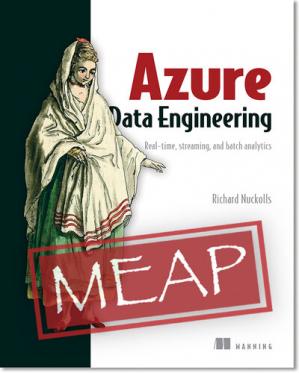 Azure
Data Engineering
Real-time, streaming, and batch analytics
Richard Nuckolls
MEAP
MANNING